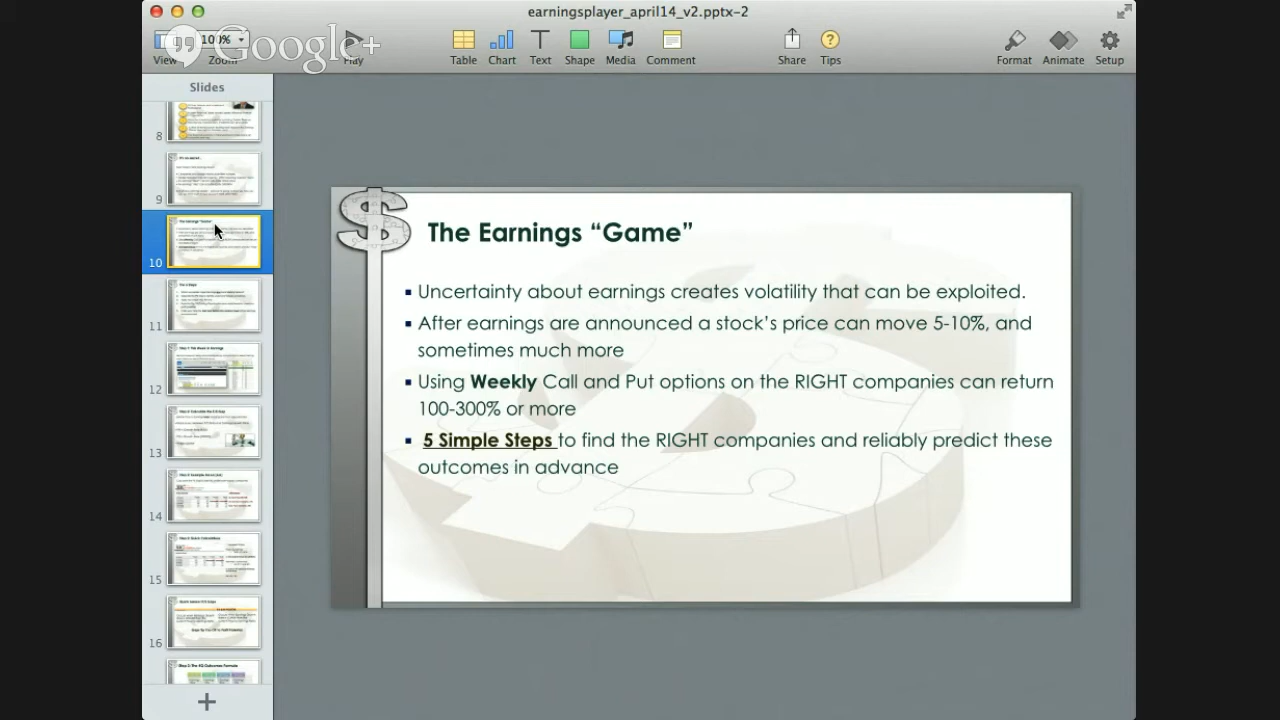 earningsplayer_april14_v2.pptx-2
Google+
100%
View
Zoom
Play
Table
Chart
Text
Shape
Media
Comment
Share
Tips
Format
Animate
Setup
Slides
8
9
10
11
12
13
14
15
16
The Earnings “Game”
▪ Uncertainty about earnings creates volatility that can be exploited.
▪ After earnings are announced a stock’s price can move 5-10%, and
sometimes much more
▪ Using Weekly Call and Put options on the RIGHT companies can return
100-300% or more
▪ 5 Simple Steps to find the RIGHT companies and reliably predict these
outcomes in advance